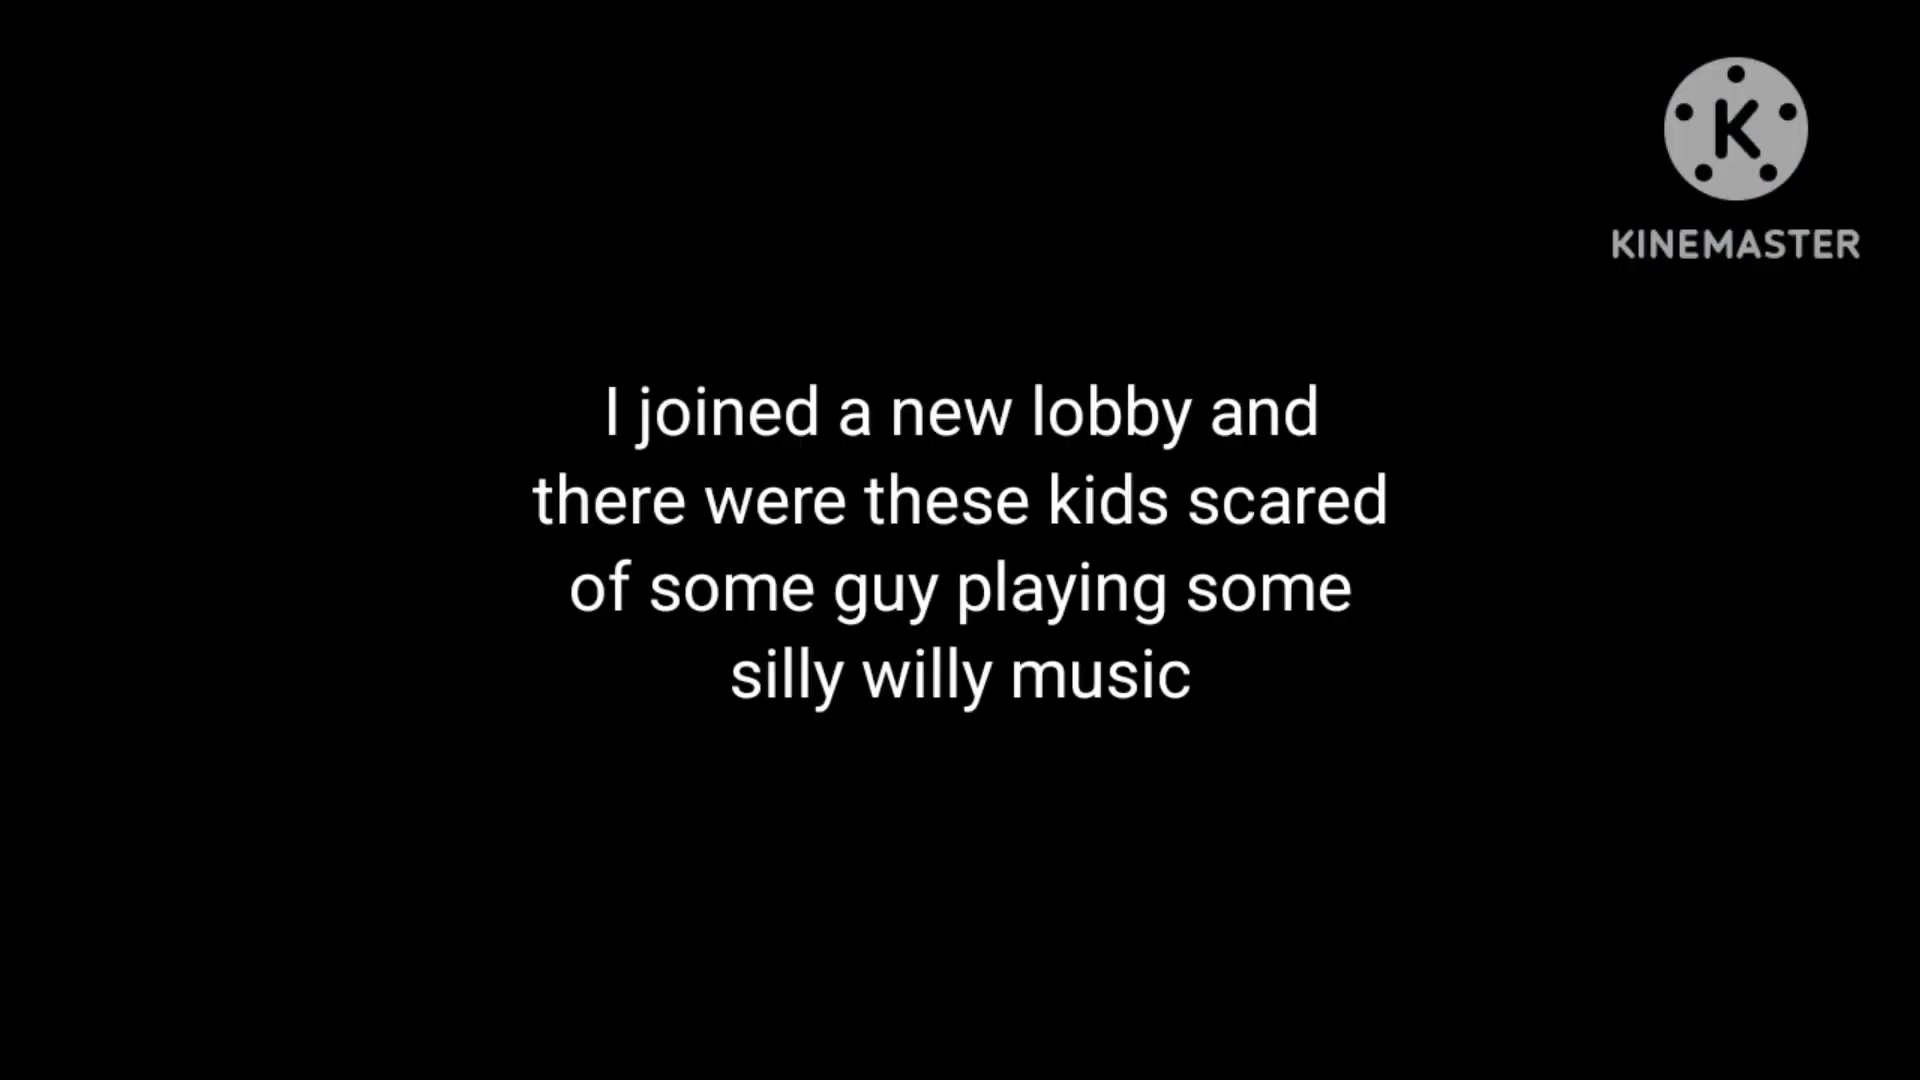 K
KINEMASTER
I joined a new lobby and
there were these kids scared
of some guy playing some
silly willy music